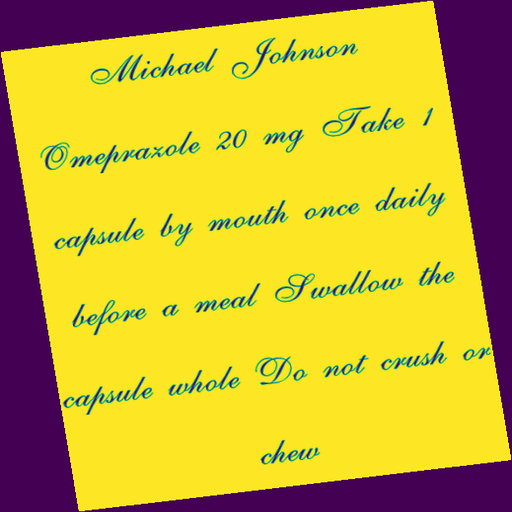 Michael Johnson
Omeprazole 20 mg Take 1
capsule by mouth once daily
before a meal Swallow the
capsule whole Do not crush or
chew